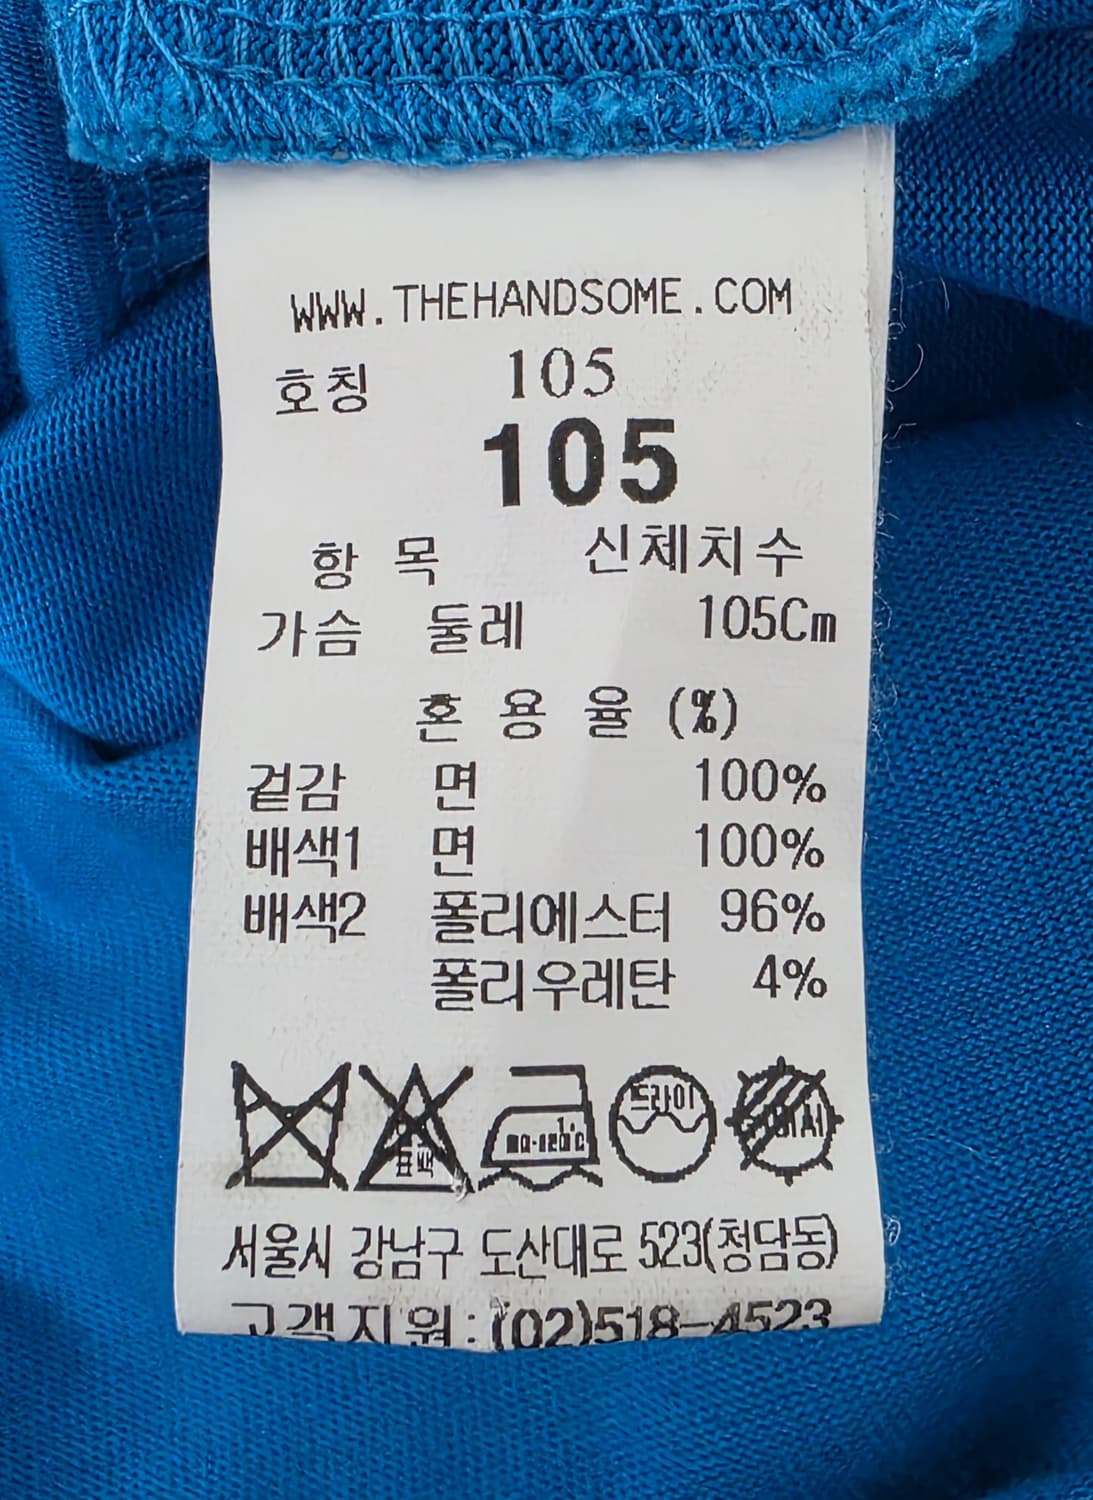 WWW.THEHANDSOME.COM
호칭 105
105
항 목 신체치수
가슴 둘레 105Cm
혼 용 율 (%)
겉감 면 100%
배색1 면 100%
배색2 폴리에스터 96%
폴리우레탄 4%
표백 드라이
서울시 강남구 도산대로 523(청담동)
고객지원:(02)518-4523